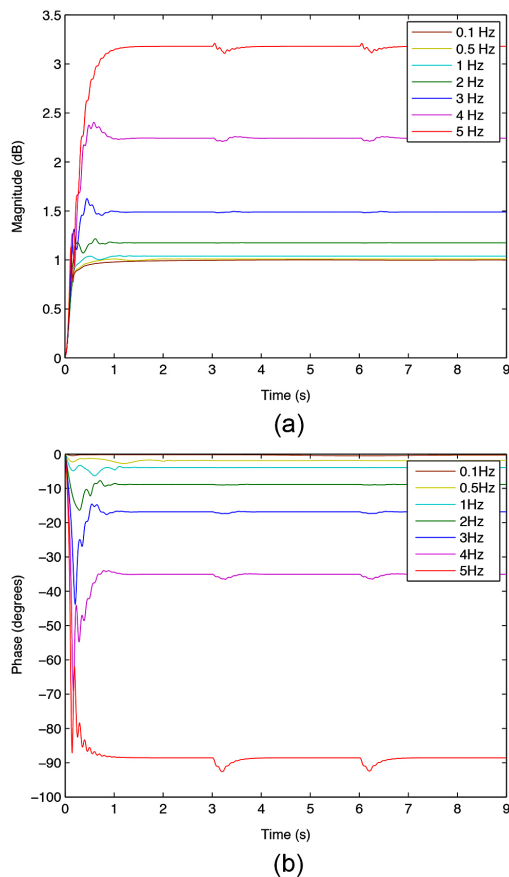 3.5
3
2.5
2
1.5
1
0.5
0
Magnitude (dB)
0.1 Hz
0.5 Hz
1 Hz
2 Hz
3 Hz
4 Hz
5 Hz
0 1 2 3 4 5 6 7 8 9
Time (s)
(a)
0
−10
−20
−30
−40
−50
−60
−70
−80
−90
−100
Phase (degrees)
0.1Hz
0.5Hz
1Hz
2Hz
3Hz
4Hz
5Hz
0 1 2 3 4 5 6 7 8 9
Time (s)
(b)